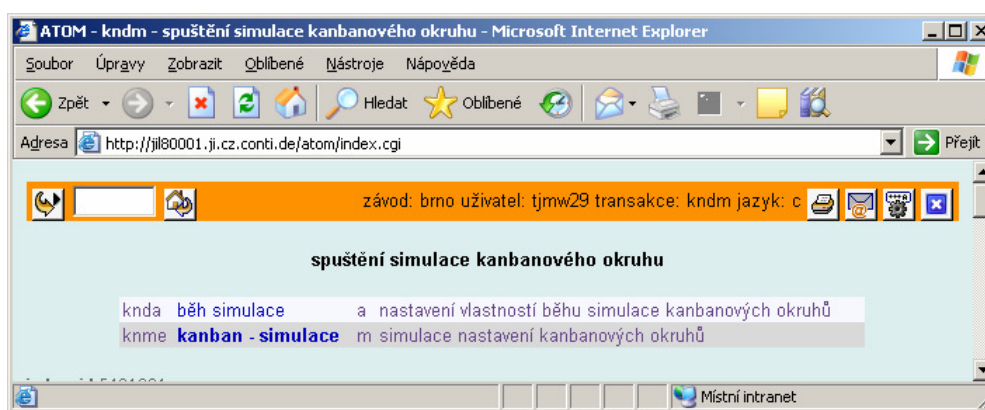 ATOM - kndm - spuštění simulace kanbanového okruhu - Microsoft Internet Explorer
Soubor Úpravy Zobrazit Oblíbené Nástroje Nápověda
Zpět Hledat Oblíbené
Adresa http://jil80001.ji.cz.conti.de/atom/index.cgi Přejít
závod: brno uživatel: tjmw29 transakce: kndm jazyk: c
spuštění simulace kanbanového okruhu
knda běh simulace a nastavení vlastností běhu simulace kanbanových okruhů
knme kanban - simulace m simulace nastavení kanbanových okruhů
Místní intranet